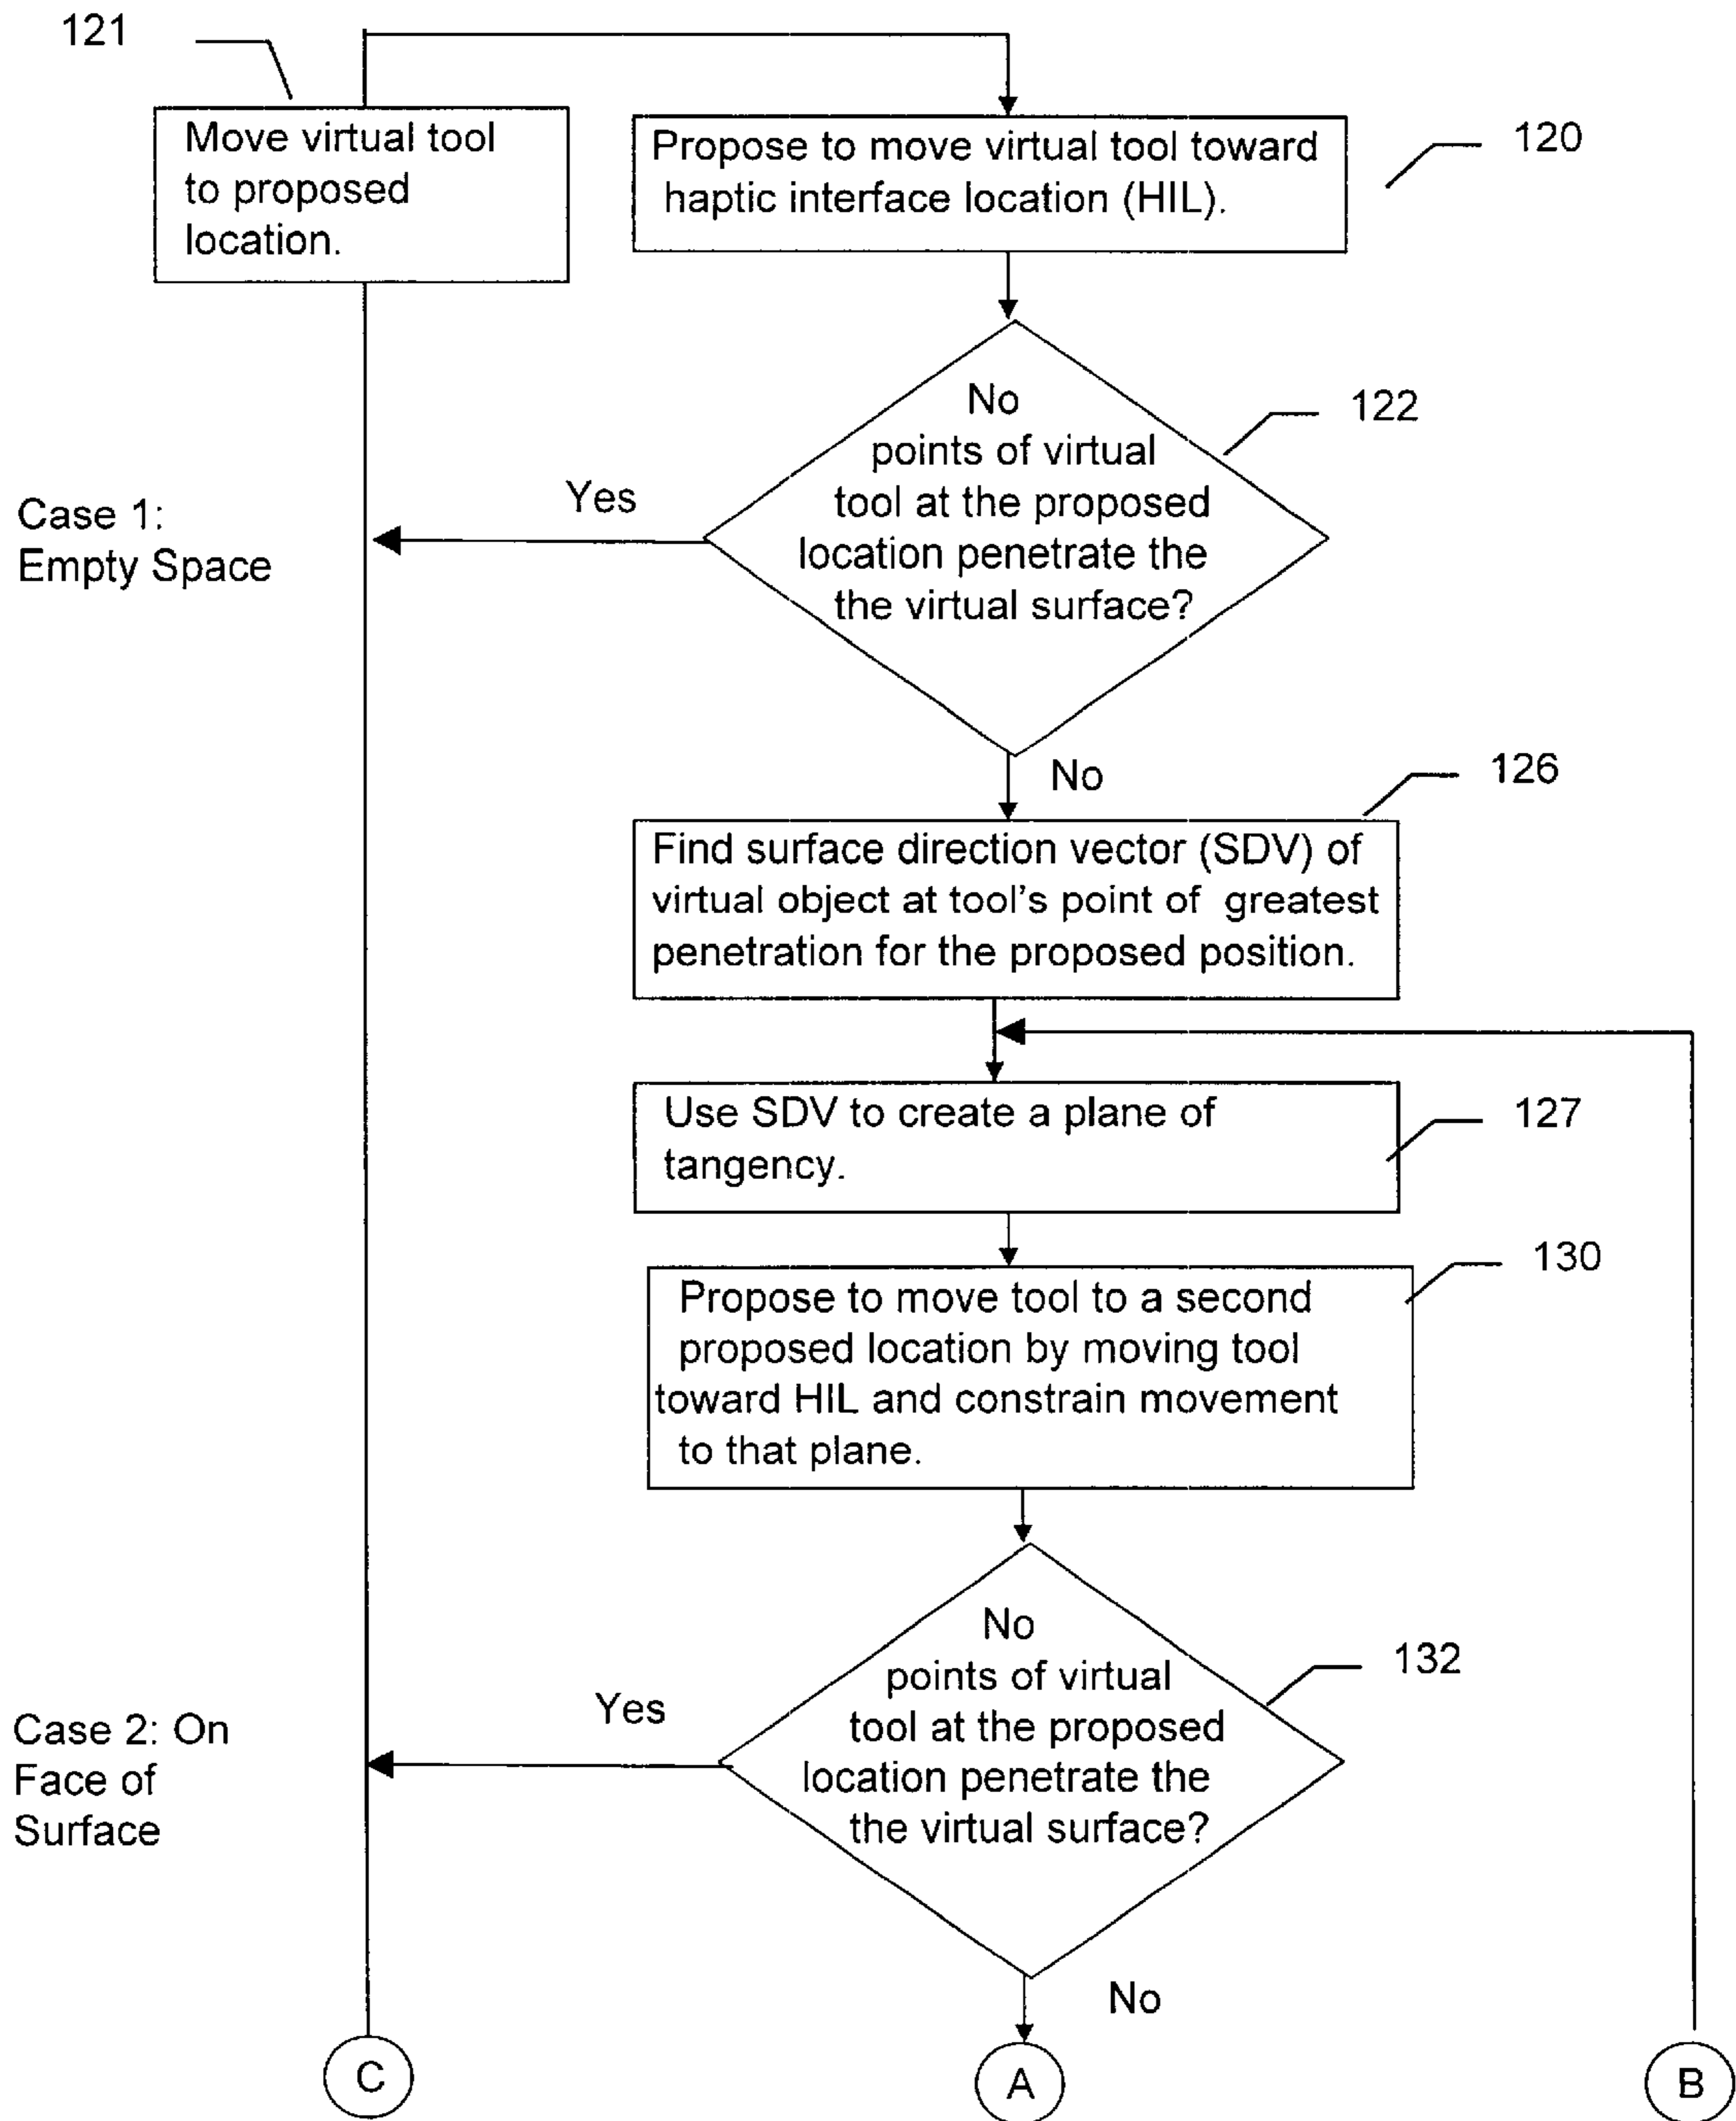 121
Move virtual tool
to proposed
location.
Propose to move virtual tool toward
haptic interface location (HIL).
120
No
points of virtual
tool at the proposed
location penetrate the
the virtual surface?
122
Yes
Case 1:
Empty Space
No
126
Find surface direction vector (SDV) of
virtual object at tool's point of greatest
penetration for the proposed position.
Use SDV to create a plane of
tangency.
127
130
Propose to move tool to a second
proposed location by moving tool
toward HIL and constrain movement
to that plane.
No
points of virtual
tool at the proposed
location penetrate the
the virtual surface?
132
Yes
Case 2: On
Face of
Surface
No
C
A
B